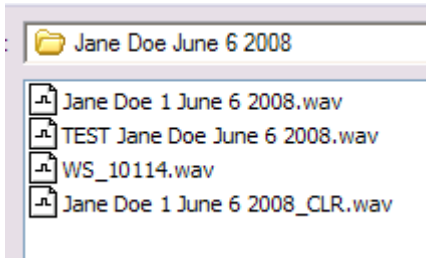 : Jane Doe June 6 2008
Jane Doe 1 June 6 2008.wav
TEST Jane Doe June 6 2008.wav
WS_10114.wav
Jane Doe 1 June 6 2008_CLR.wav